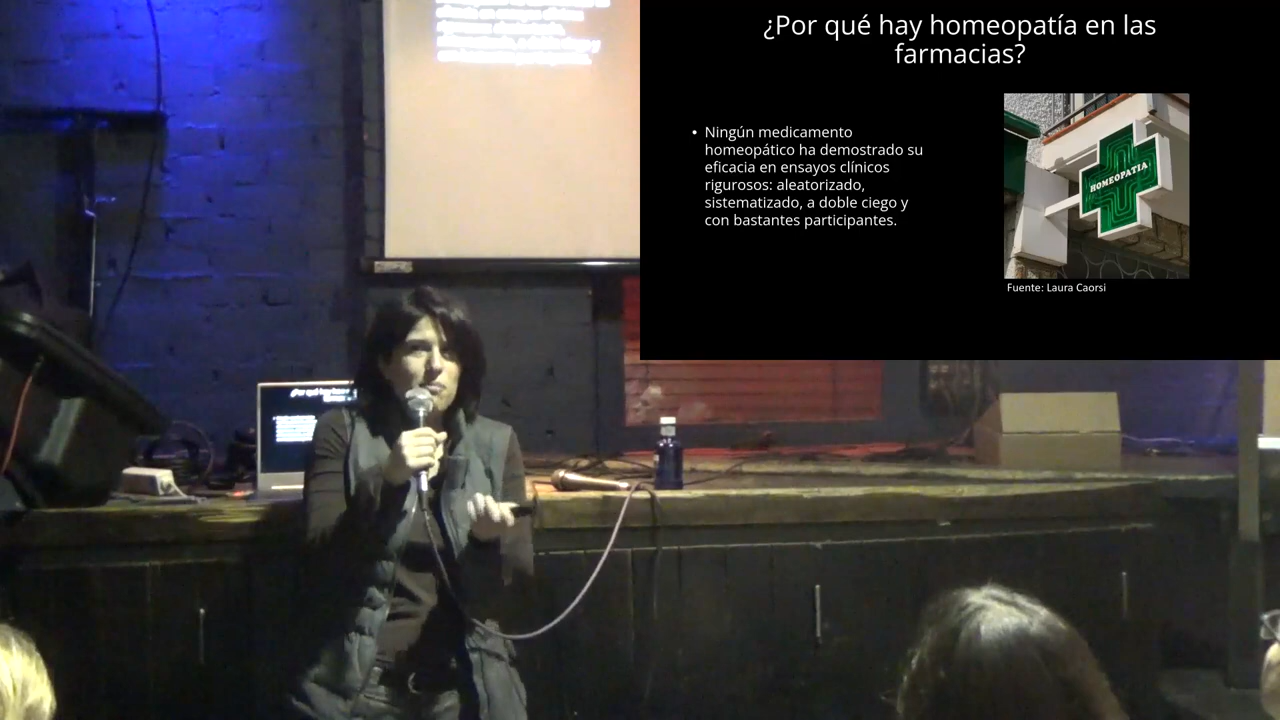 ¿Por qué hay homeopatía en las
farmacias?
• Ningún medicamento
homeopático ha demostrado su
eficacia en ensayos clínicos
rigurosos: aleatorizado,
sistematizado, a doble ciego y
con bastantes participantes.
HOMEOPATIA
Fuente: Laura Caorsi